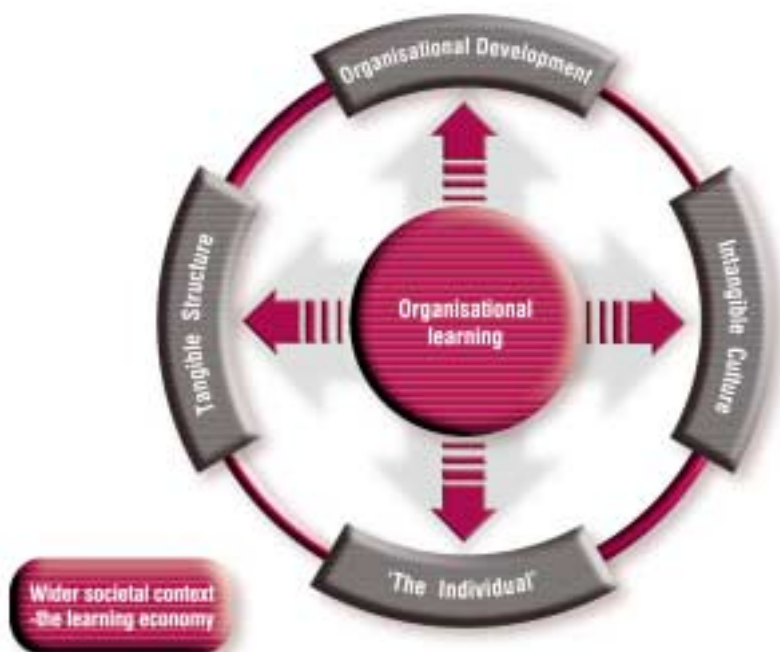 Organisational Development
Tangible Structure
Organisational
learning
Intangible Culture
'The Individual'
Wider societal context
-the learning economy